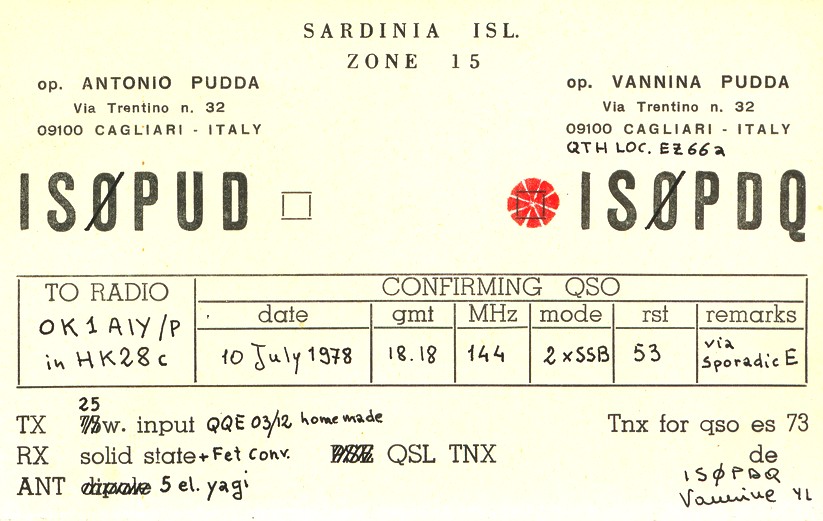 SARDINIA ISL.
ZONE 15
op. ANTONIO PUDDA
Via Trentino n. 32
09100 CAGLIARI - ITALY
op. VANNINA PUDDA
Via Trentino n. 32
09100 CAGLIARI - ITALY
QTH LOC. EZ66a
ISØPUD
ISØPDQ
TO RADIO
OK1AIY/P
in HK28c
CONFIRMING QSO
date gmt MHz mode rst remarks
10 July 1978 18.18 144 2xSSB 53 via
Sporadic E
25
TX w. input QQE 03/12 home made
RX solid state + Fet conv. QSL TNX
ANT dipole 5 el. yagi
Tnx for qso es 73
de
ISØPDQ
Vannina YL